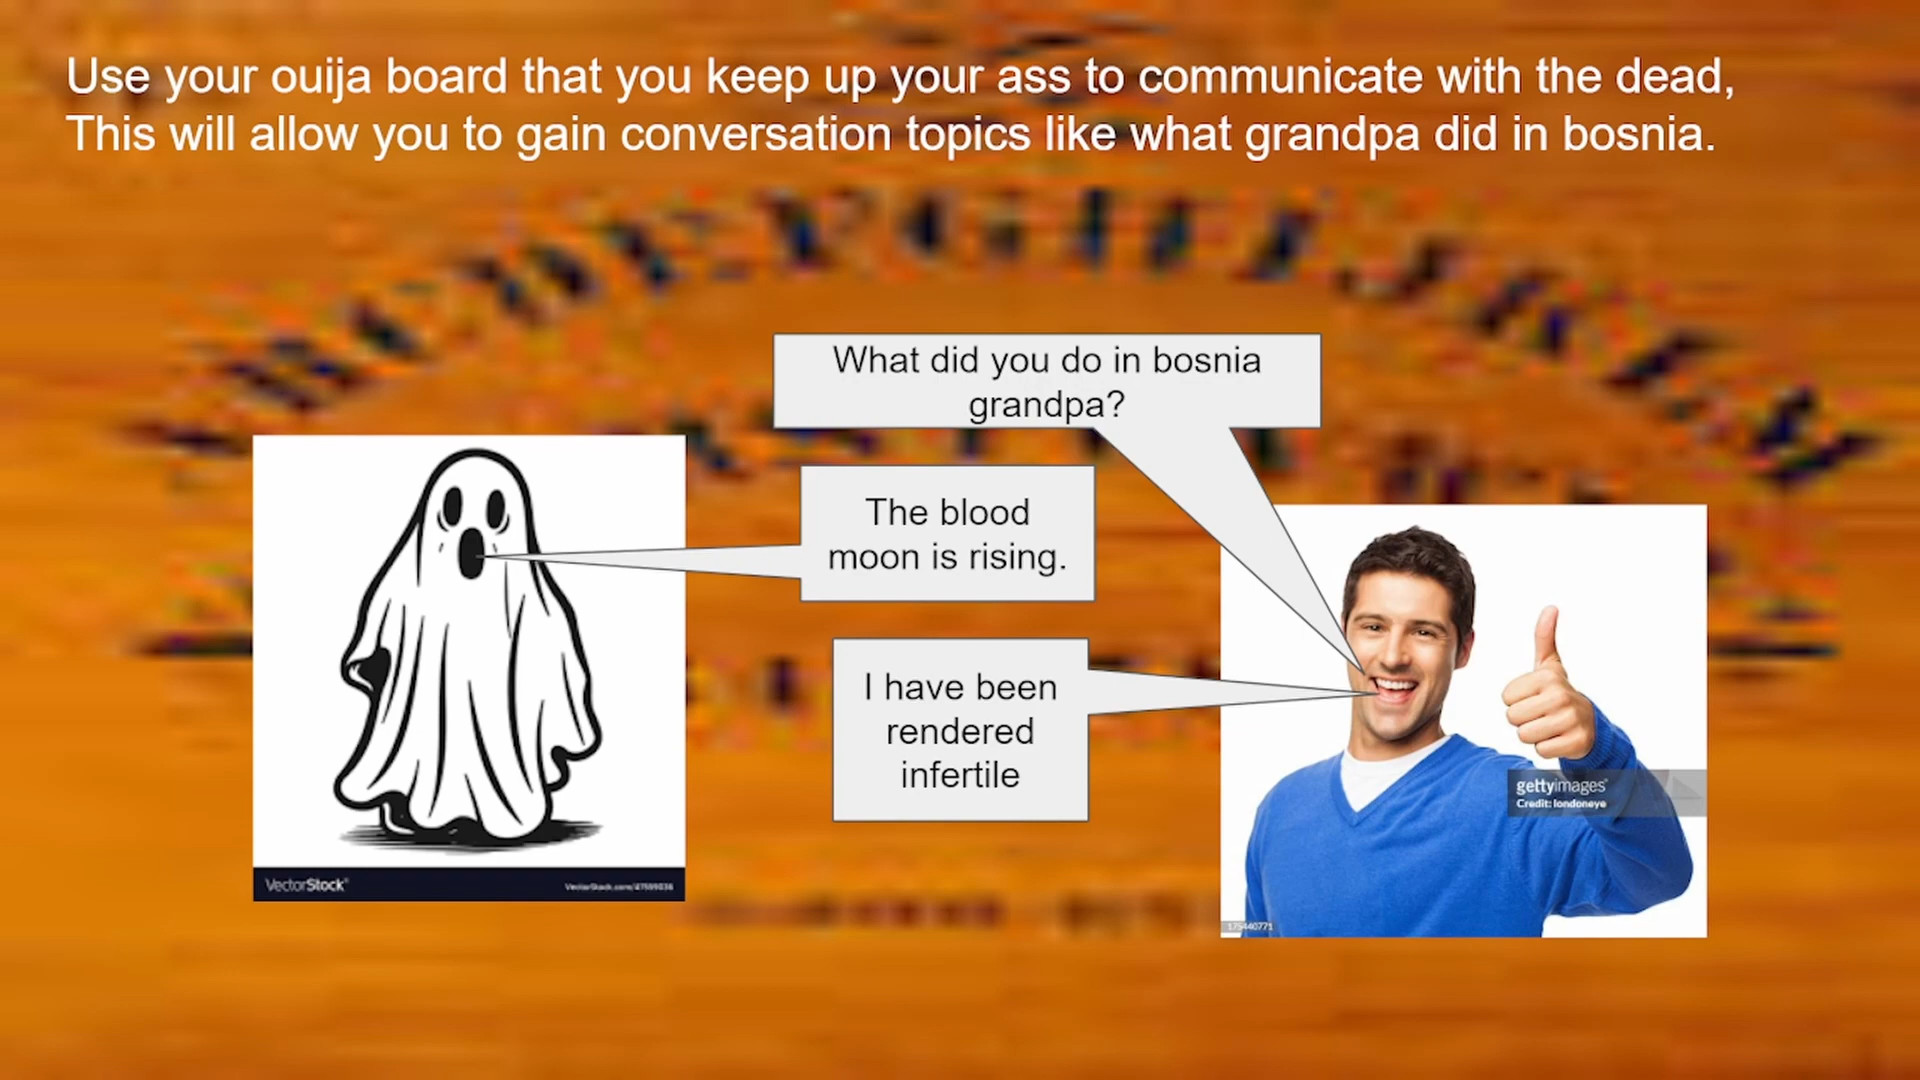 Use your ouija board that you keep up your ass to communicate with the dead,
This will allow you to gain conversation topics like what grandpa did in bosnia.
What did you do in bosnia
grandpa?
The blood
moon is rising.
I have been
rendered
infertile
VectorStock®
gettyimages®
Credit: londoneye
175440771